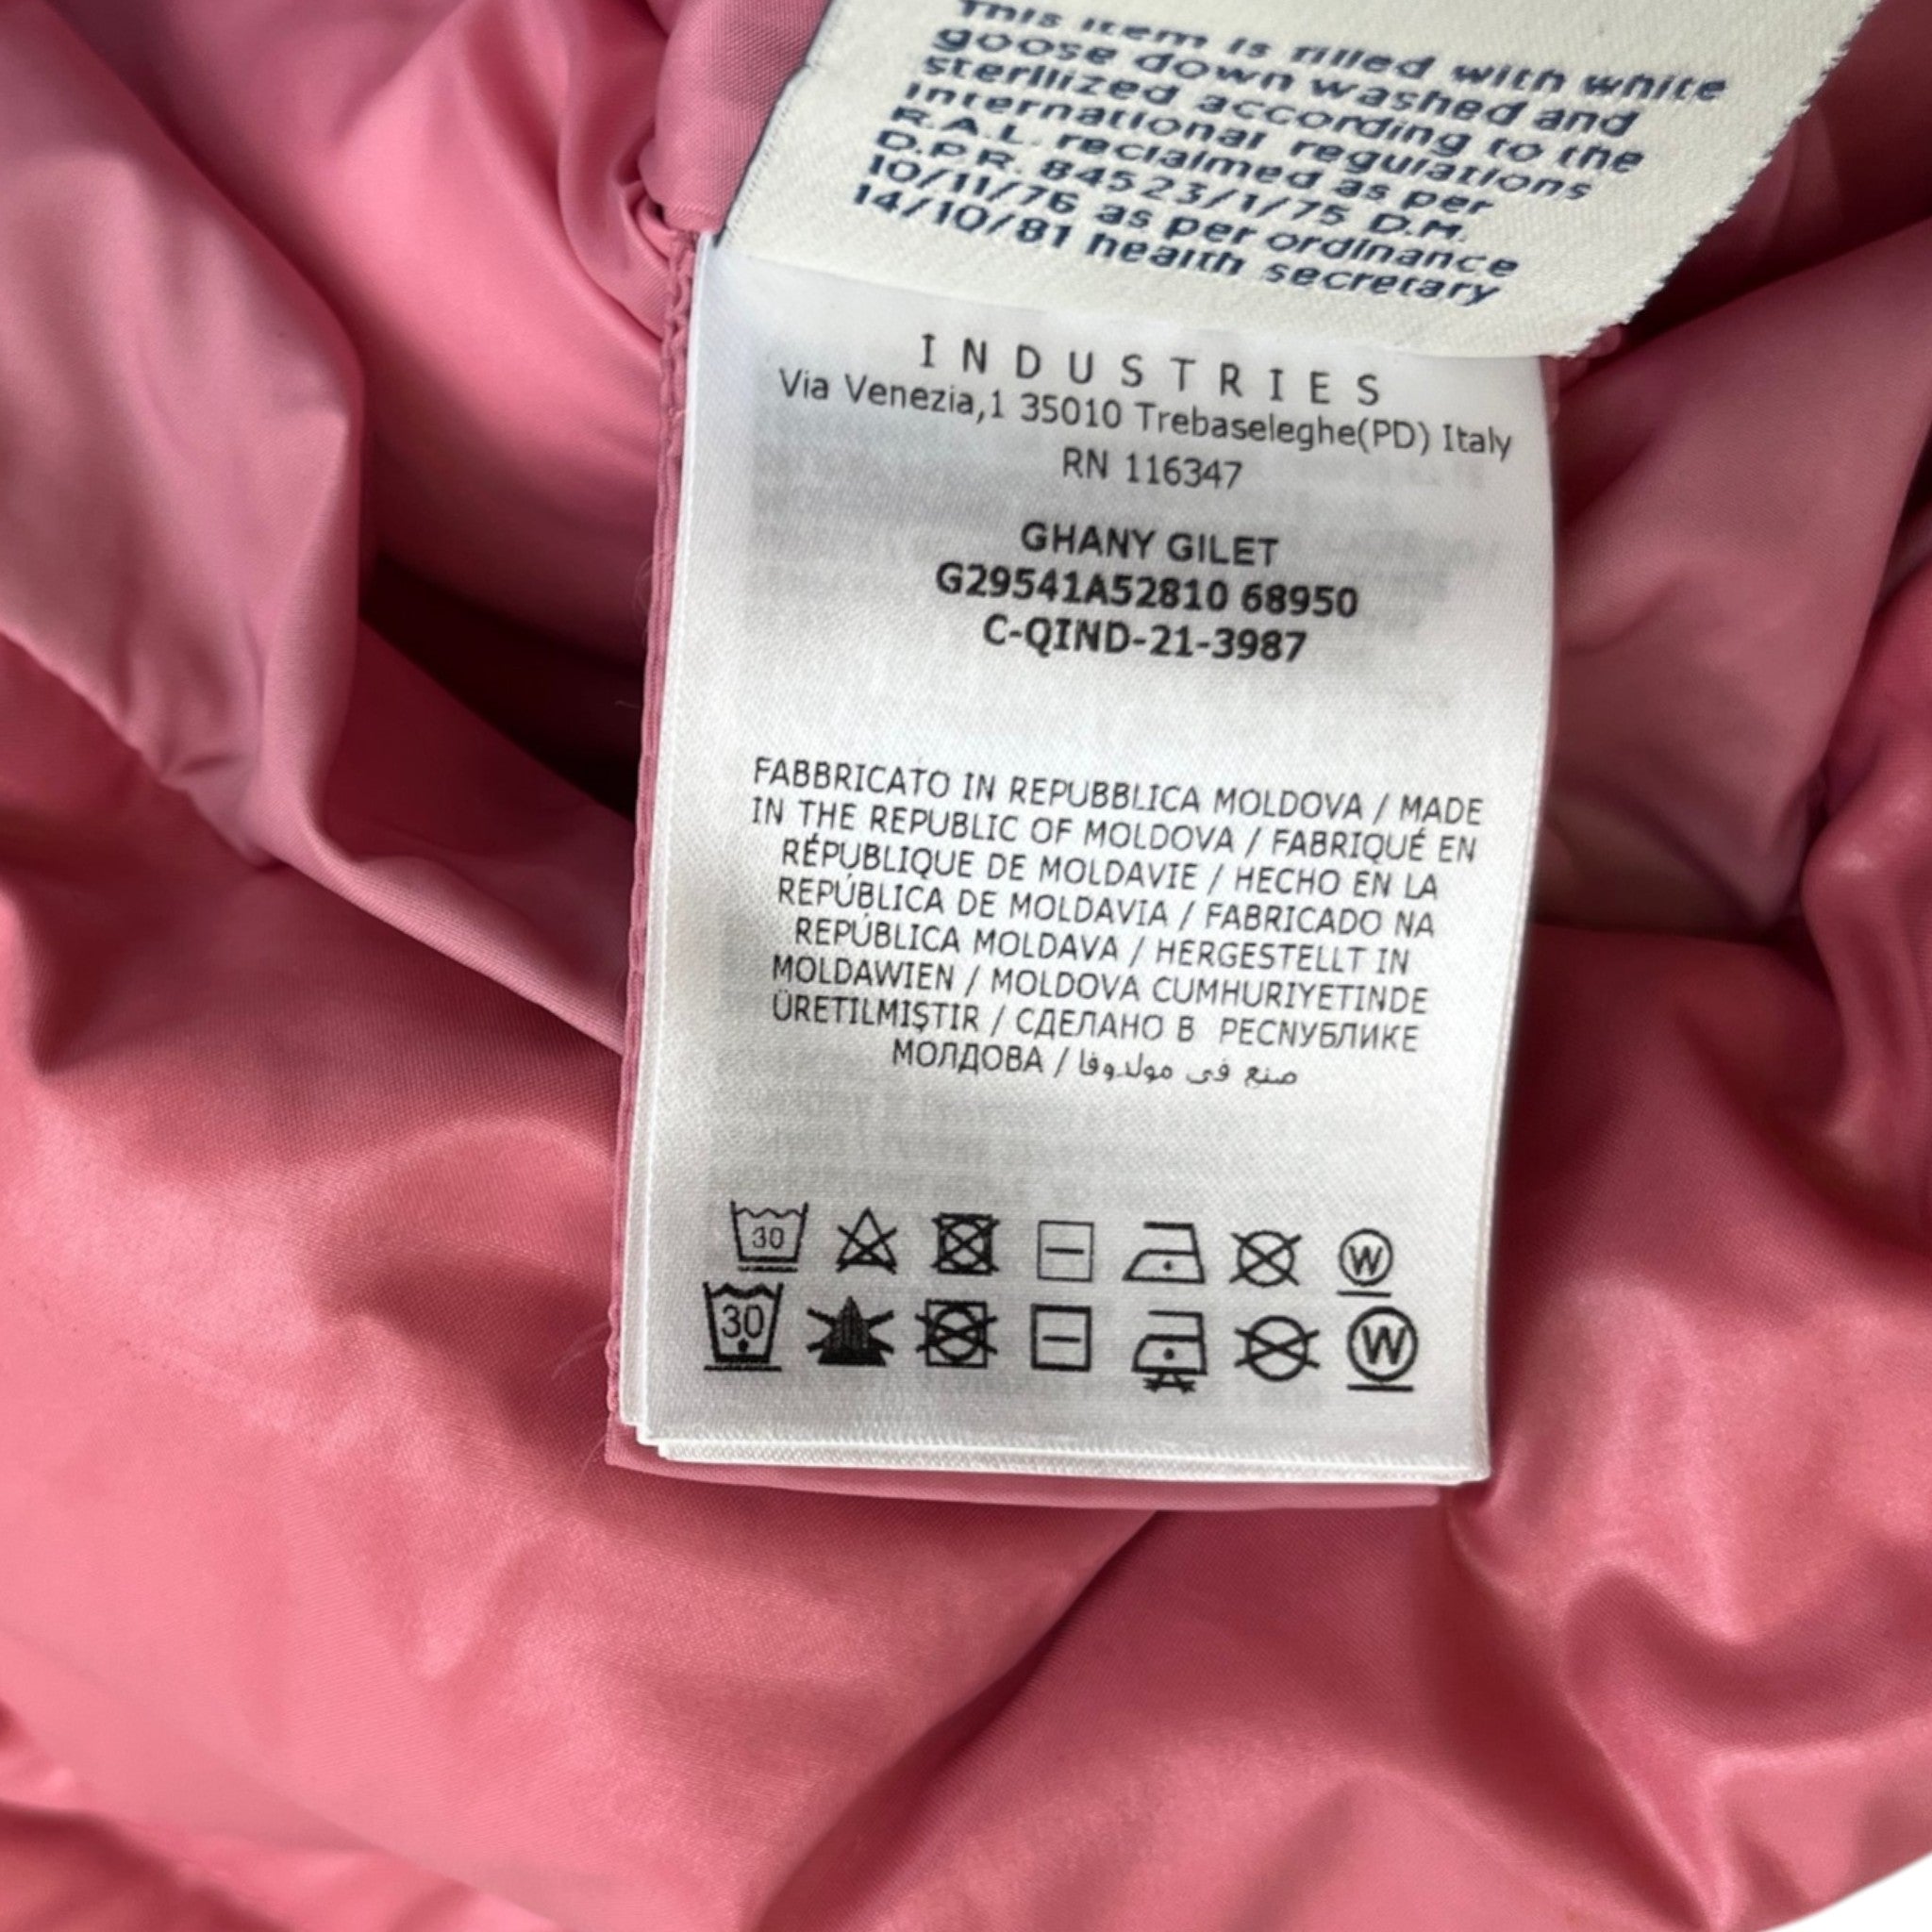 This item is filled with white
goose down washed and
sterilized according to the
international regulations
R.A.L. reclaimed as per
D.P.R. 84523/1/75 D.M.
10/11/76 as per ordinance
14/10/81 health secretary
INDUSTRIES
Via Venezia,1 35010 Trebaseleghe(PD) Italy
RN 116347
GHANY GILET
G29541A52810 68950
C-QIND-21-3987
FABBRICATO IN REPUBBLICA MOLDOVA / MADE
IN THE REPUBLIC OF MOLDOVA / FABRIQUÉ EN
RÉPUBLIQUE DE MOLDAVIE / HECHO EN LA
REPÚBLICA DE MOLDAVIA / FABRICADO NA
REPÚBLICA MOLDAVA / HERGESTELLT IN
MOLDAWIEN / MOLDOVA CUMHURIYETINDE
ÜRETILMIŞTIR / СДЕЛАНО В РЕСNУБЛИКЕ
МОЛДОВА / صنع في مولدوفا
30 W
30 W